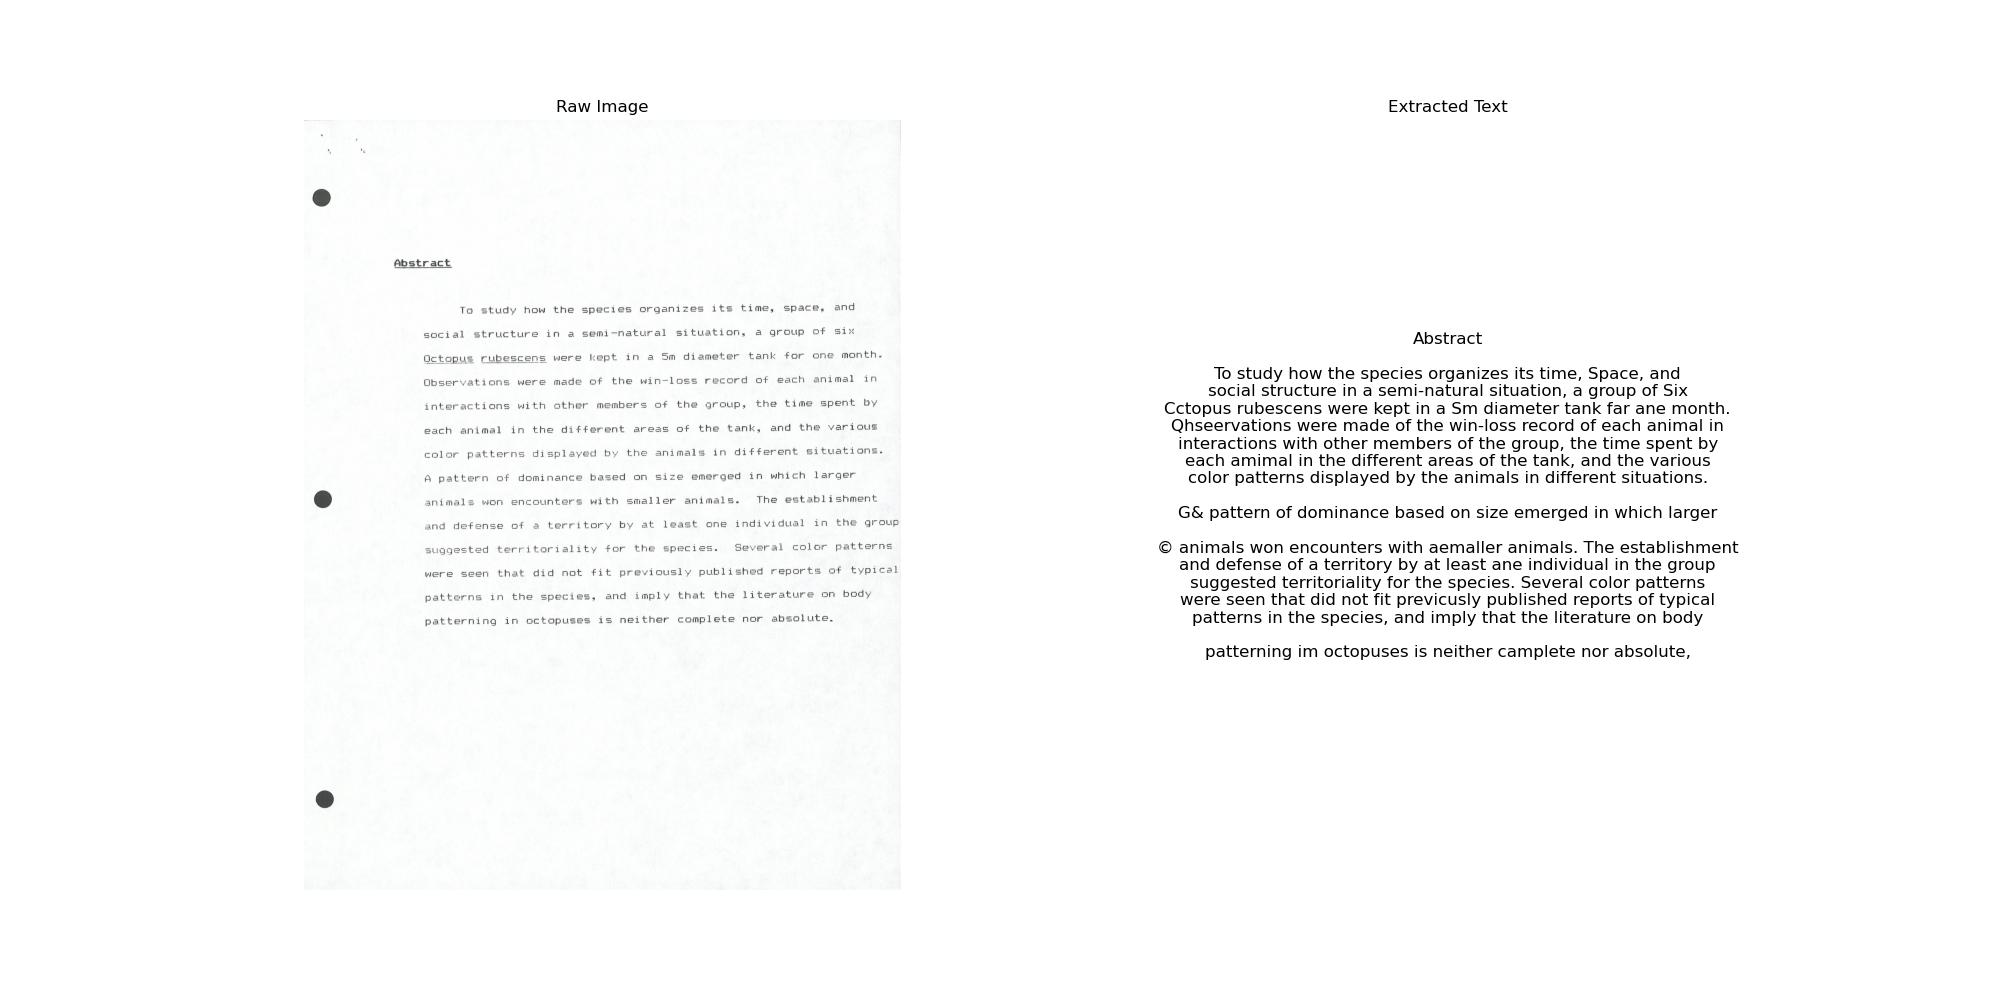 Raw Image
Abstract
To study how the species organizes its time, space, and
social structure in a semi-natural situation, a group of six
Octopus rubescens were kept in a 5m diameter tank for one month.
Observations were made of the win-loss record of each animal in
interactions with other members of the group, the time spent by
each animal in the different areas of the tank, and the various
color patterns displayed by the animals in different situations.
A pattern of dominance based on size emerged in which larger
animals won encounters with smaller animals.  The establishment
and defense of a territory by at least one individual in the group
suggested territoriality for the species.  Several color patterns
were seen that did not fit previously published reports of typical
patterns in the species, and imply that the literature on body
patterning in octopuses is neither complete nor absolute.
Extracted Text
Abstract
To study how the species organizes its time, Space, and
social structure in a semi-natural situation, a group of Six
Cctopus rubescens were kept in a Sm diameter tank far ane month.
Qhseervations were made of the win-loss record of each animal in
interactions with other members of the group, the time spent by
each amimal in the different areas of the tank, and the various
color patterns displayed by the animals in different situations.
G& pattern of dominance based on size emerged in which larger
© animals won encounters with aemaller animals. The establishment
and defense of a territory by at least ane individual in the group
suggested territoriality for the species. Several color patterns
were seen that did not fit previcusly published reports of typical
patterns in the species, and imply that the literature on body
patterning im octopuses is neither camplete nor absolute,